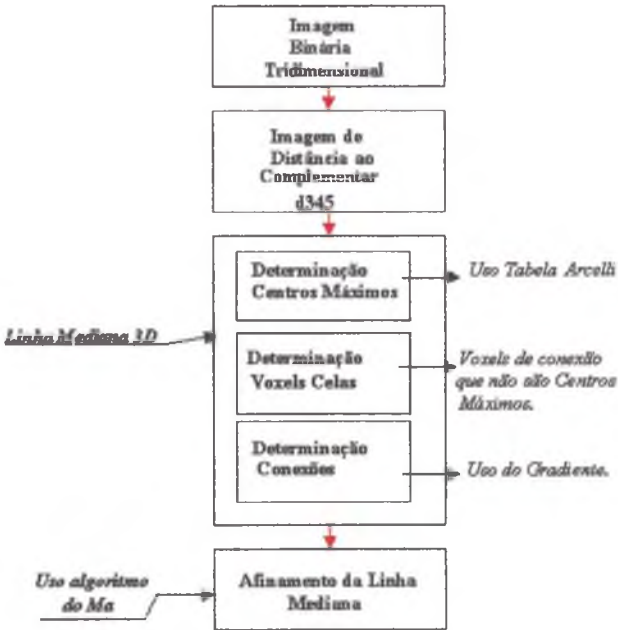 Imagem
Binária
Tridimensional
Imagem de
Distância ao
Complementar
d345
Determinação
Centros Máximos
Uso Tabela Arcelli
Linha Mediana 3D
Determinação
Voxels Celas
Voxels de conexão
que não são Centros
Máximos.
Determinação
Conexões
Uso do Gradiente.
Uso algoritmo
do Ma
Afinamento da Linha
Mediana